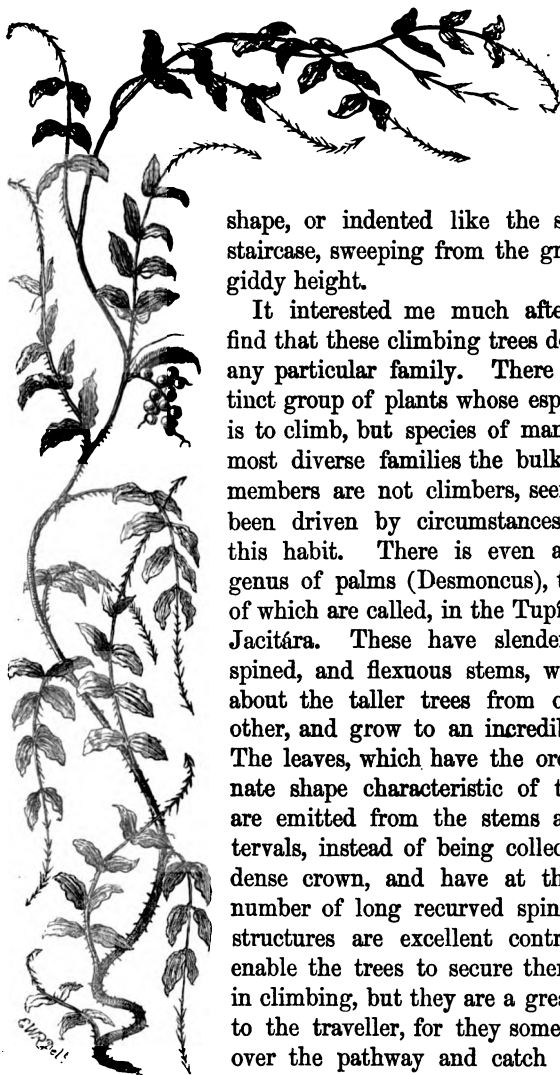 shape, or indented like the s
staircase, sweeping from the gr
giddy height.
It interested me much afte
find that these climbing trees d
any particular family. There
tinct group of plants whose esp
is to climb, but species of mar
most diverse families the bulk
members are not climbers, see
been driven by circumstances
this habit. There is even a
genus of palms (Desmoncus), t
of which are called, in the Tup
Jacitára. These have slende
spined, and flexuous stems, w
about the taller trees from o
other, and grow to an incredil
The leaves, which have the or
nate shape characteristic of t
are emitted from the stems a
tervals, instead of being collec
dense crown, and have at th
number of long recurved spin
structures are excellent contr
enable the trees to secure ther
in climbing, but they are a grea
to the traveller, for they some
over the pathway and catch